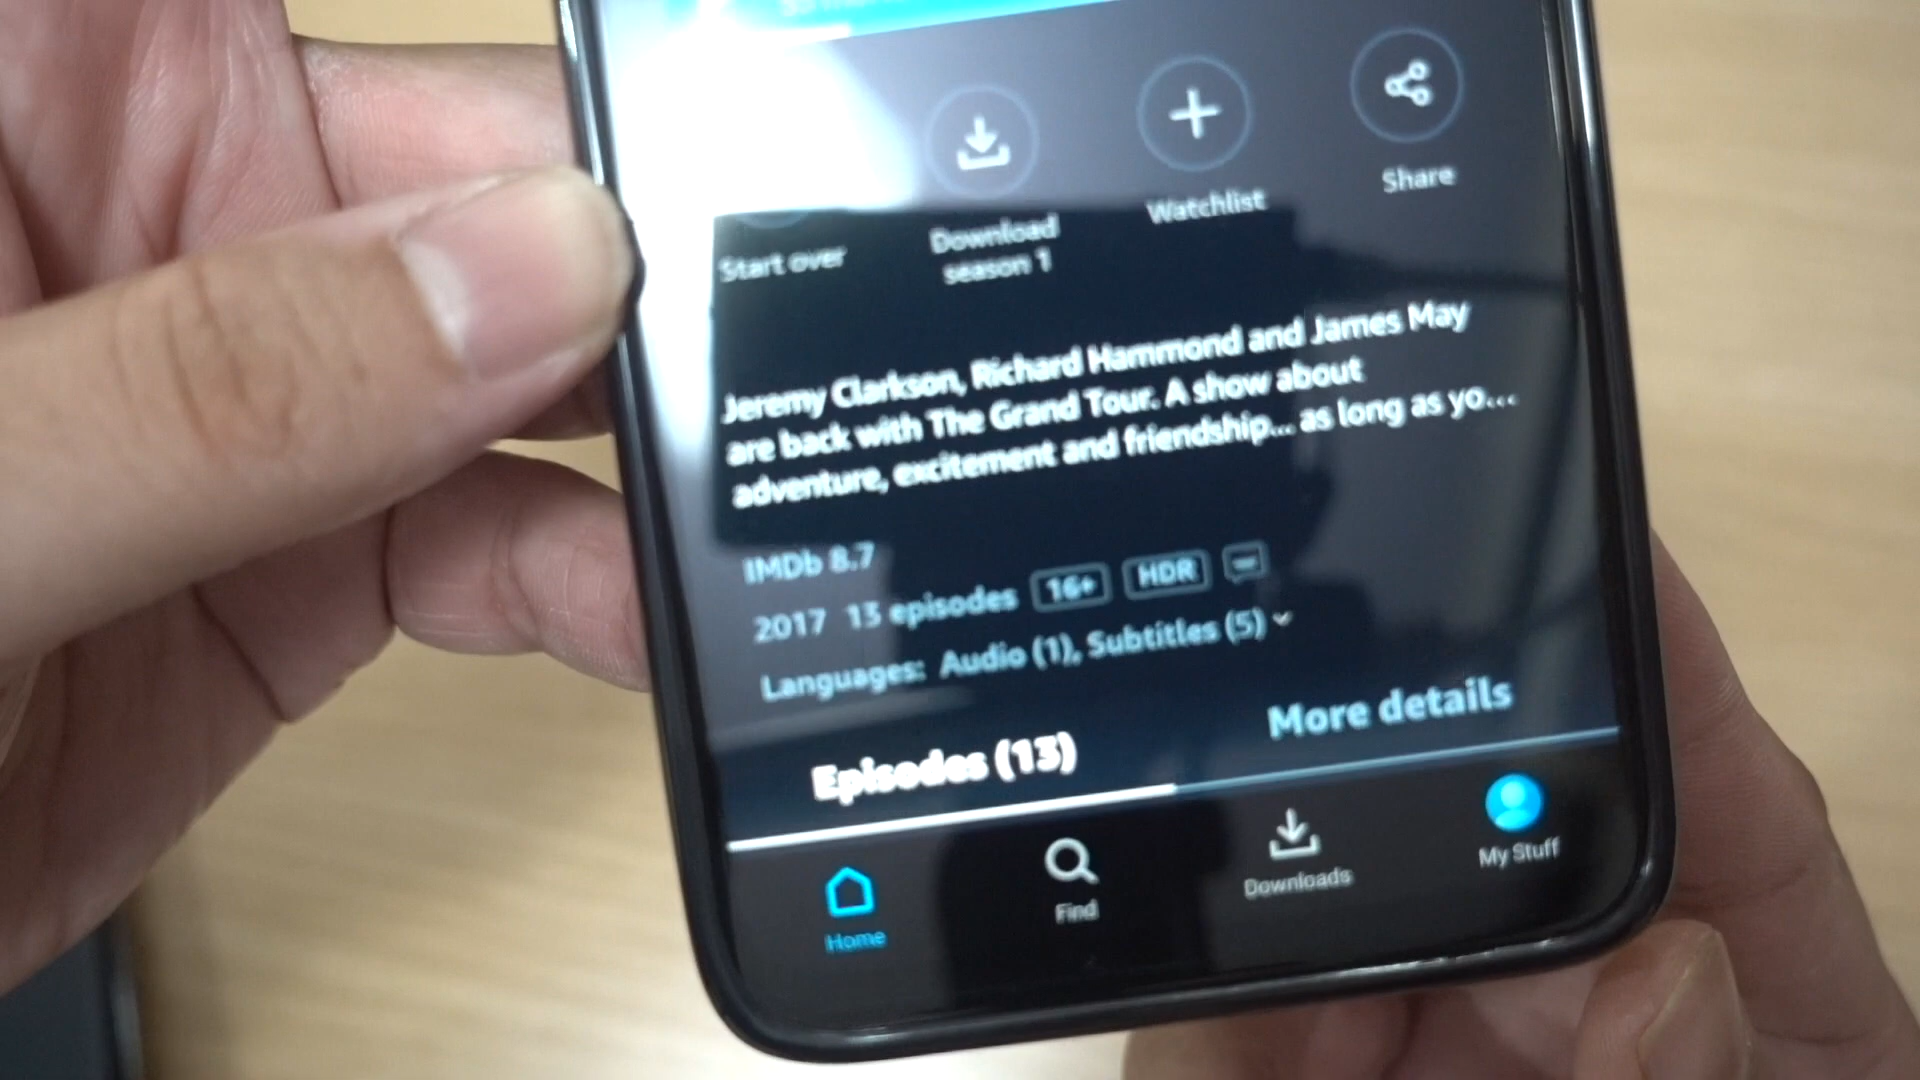 Start over
Download
season 1
Watchlist
Share
Jeremy Clarkson, Richard Hammond and James May
are back with The Grand Tour. A show about
adventure, excitement and friendship... as long as yo...
IMDb 8.7
2017 13 episodes 16+ HDR
Languages: Audio (1), Subtitles (5)
Episodes (13)
More details
Home
Find
Downloads
My Stuff